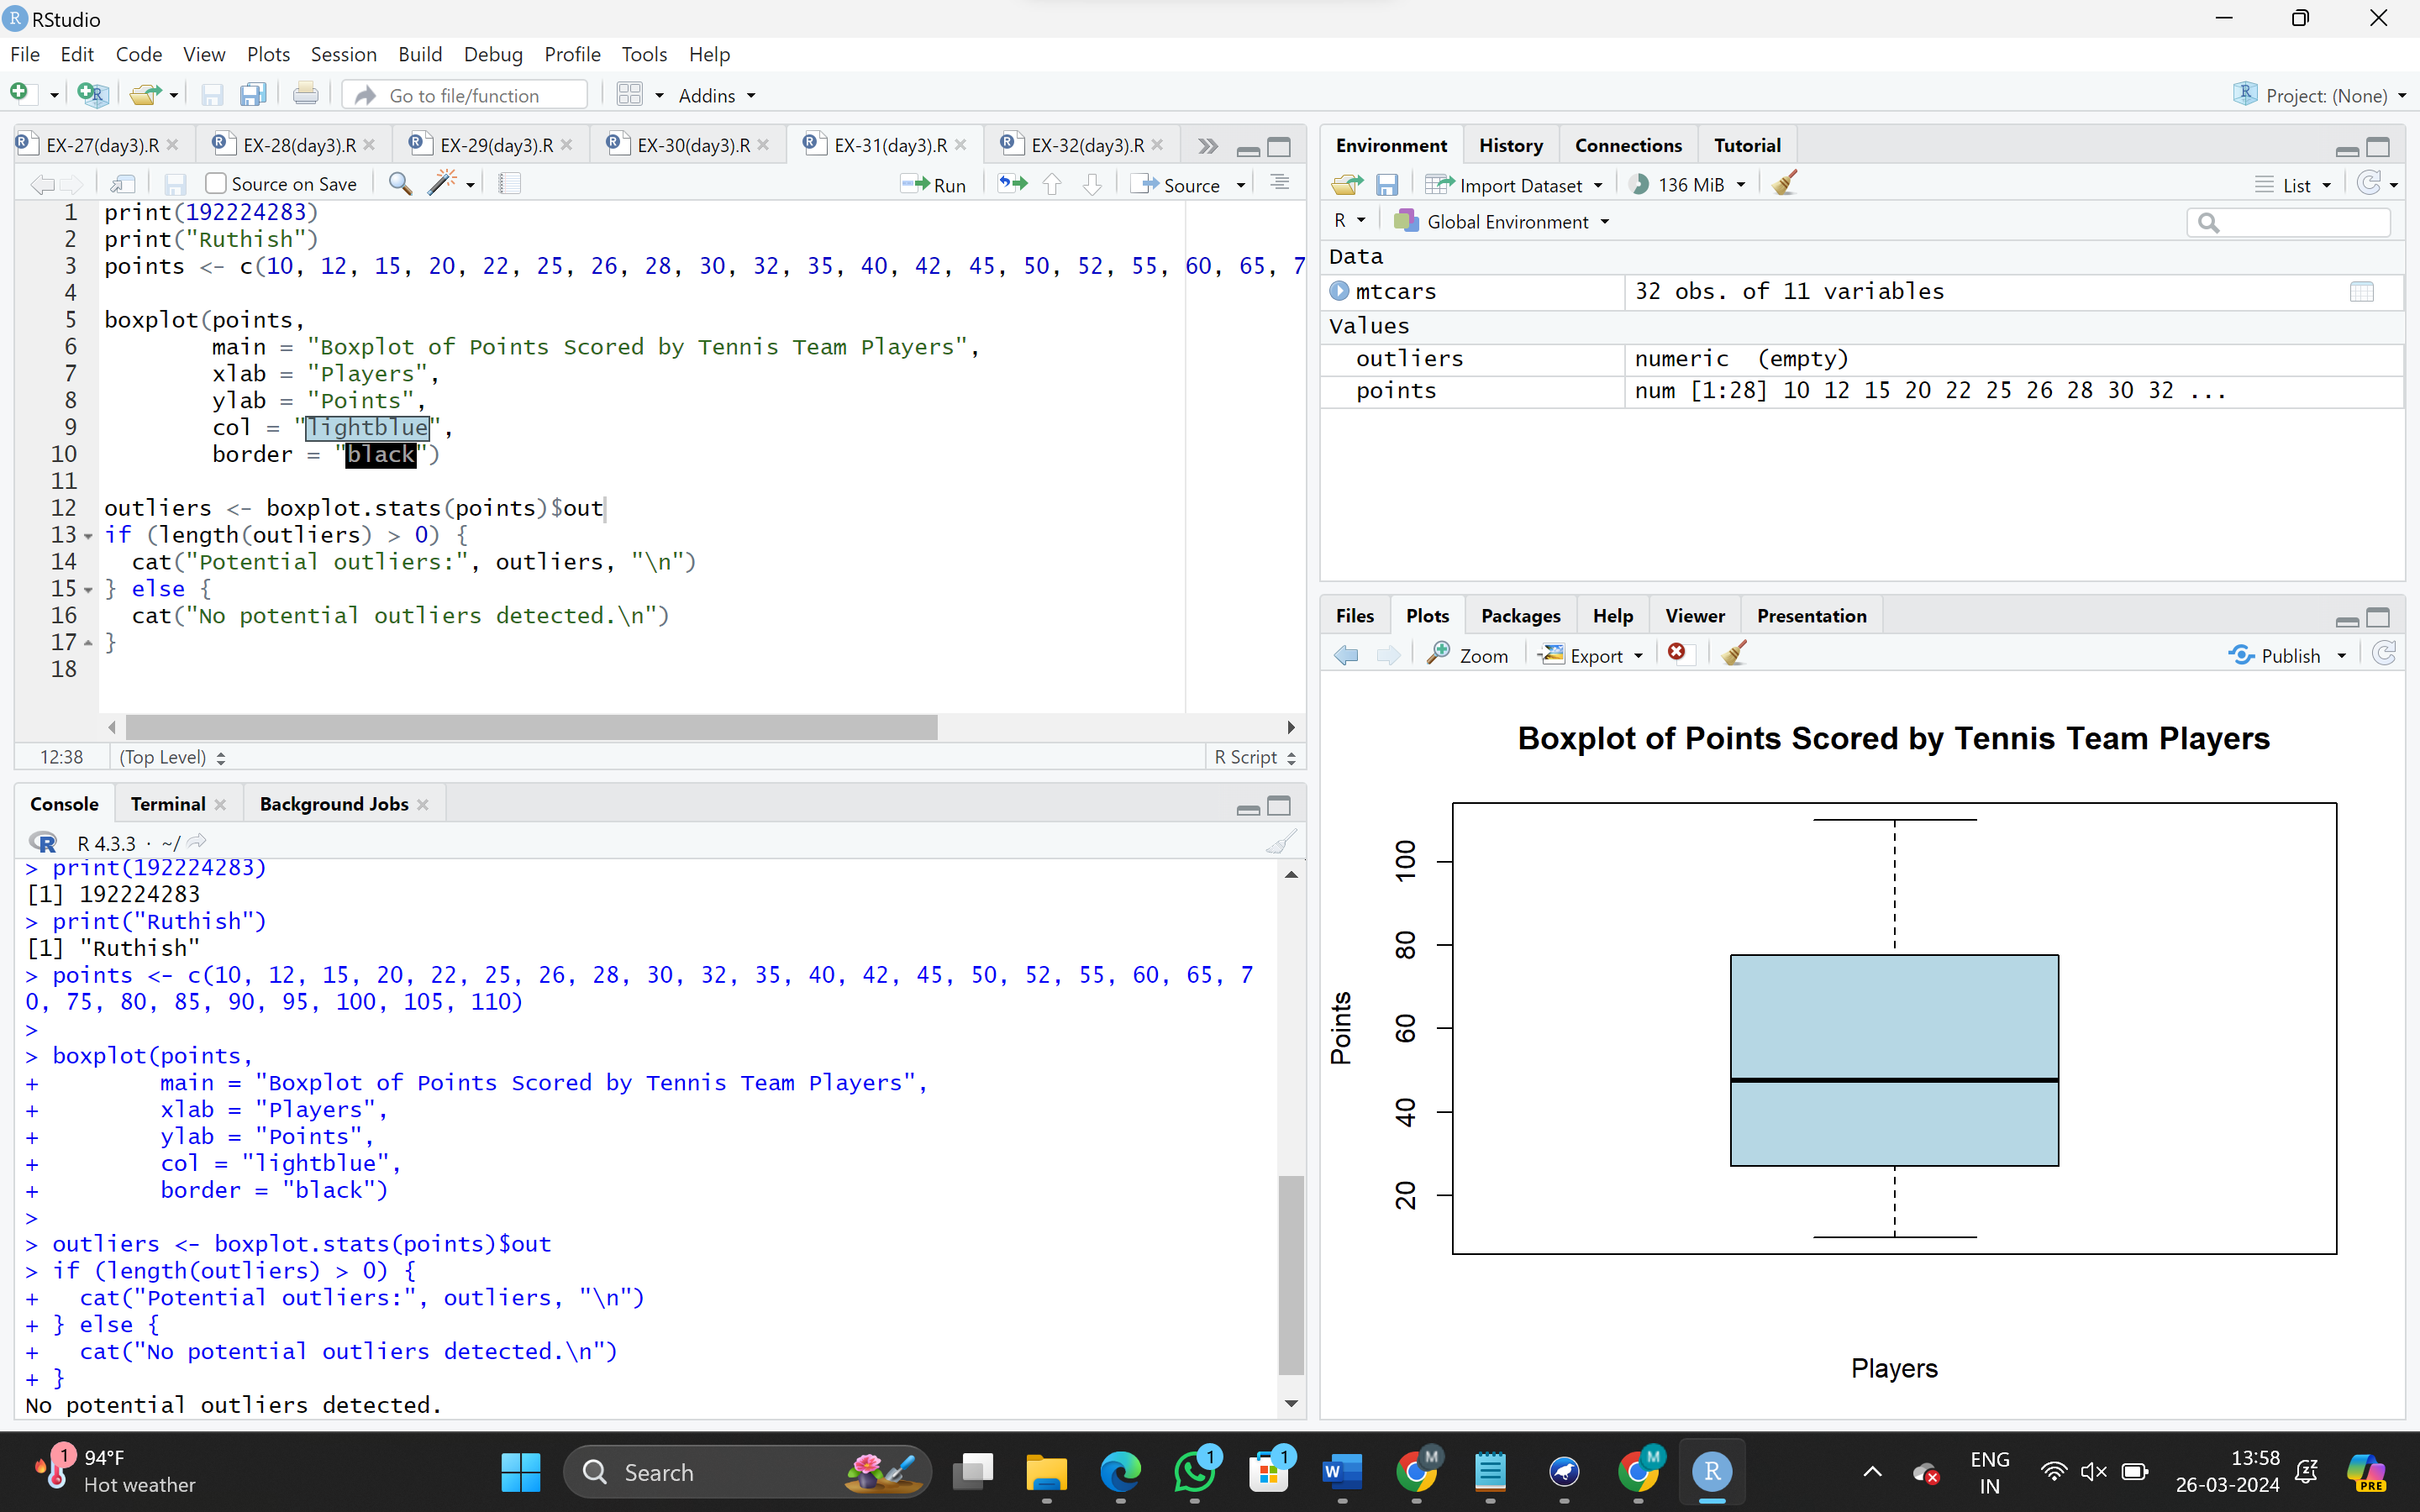 RStudio
File Edit Code View Plots Session Build Debug Profile Tools Help
Go to file/function Addins Project: (None)
EX-27(day3).R EX-28(day3).R EX-29(day3).R EX-30(day3).R EX-31(day3).R EX-32(day3).R
Source on Save Run Source
1 print(192224283)
2 print("Ruthish")
3 points <- c(10, 12, 15, 20, 22, 25, 26, 28, 30, 32, 35, 40, 42, 45, 50, 52, 55, 60, 65, 7
4
5 boxplot(points,
6 main = "Boxplot of Points Scored by Tennis Team Players",
7 xlab = "Players",
8 ylab = "Points",
9 col = "lightblue",
10 border = "black")
11
12 outliers <- boxplot.stats(points)$out
13 if (length(outliers) > 0) {
14 cat("Potential outliers:", outliers, "\n")
15 } else {
16 cat("No potential outliers detected.\n")
17 }
18
12:38 (Top Level) R Script
Console Terminal Background Jobs
R 4.3.3 · ~/
> print(192224283)
[1] 192224283
> print("Ruthish")
[1] "Ruthish"
> points <- c(10, 12, 15, 20, 22, 25, 26, 28, 30, 32, 35, 40, 42, 45, 50, 52, 55, 60, 65, 7
0, 75, 80, 85, 90, 95, 100, 105, 110)
>
> boxplot(points,
+ main = "Boxplot of Points Scored by Tennis Team Players",
+ xlab = "Players",
+ ylab = "Points",
+ col = "lightblue",
+ border = "black")
>
> outliers <- boxplot.stats(points)$out
> if (length(outliers) > 0) {
+ cat("Potential outliers:", outliers, "\n")
+ } else {
+ cat("No potential outliers detected.\n")
+ }
No potential outliers detected.
Environment History Connections Tutorial
Import Dataset 136 MiB List
R Global Environment
Data
mtcars 32 obs. of 11 variables
Values
outliers numeric (empty)
points num [1:28] 10 12 15 20 22 25 26 28 30 32 ...
Files Plots Packages Help Viewer Presentation
Zoom Export Publish
Boxplot of Points Scored by Tennis Team Players
100
80
60
40
20
Points
Players
1 94°F
Hot weather
Search
1
1
W
M
M
R
ENG
IN
13:58
26-03-2024
PRE